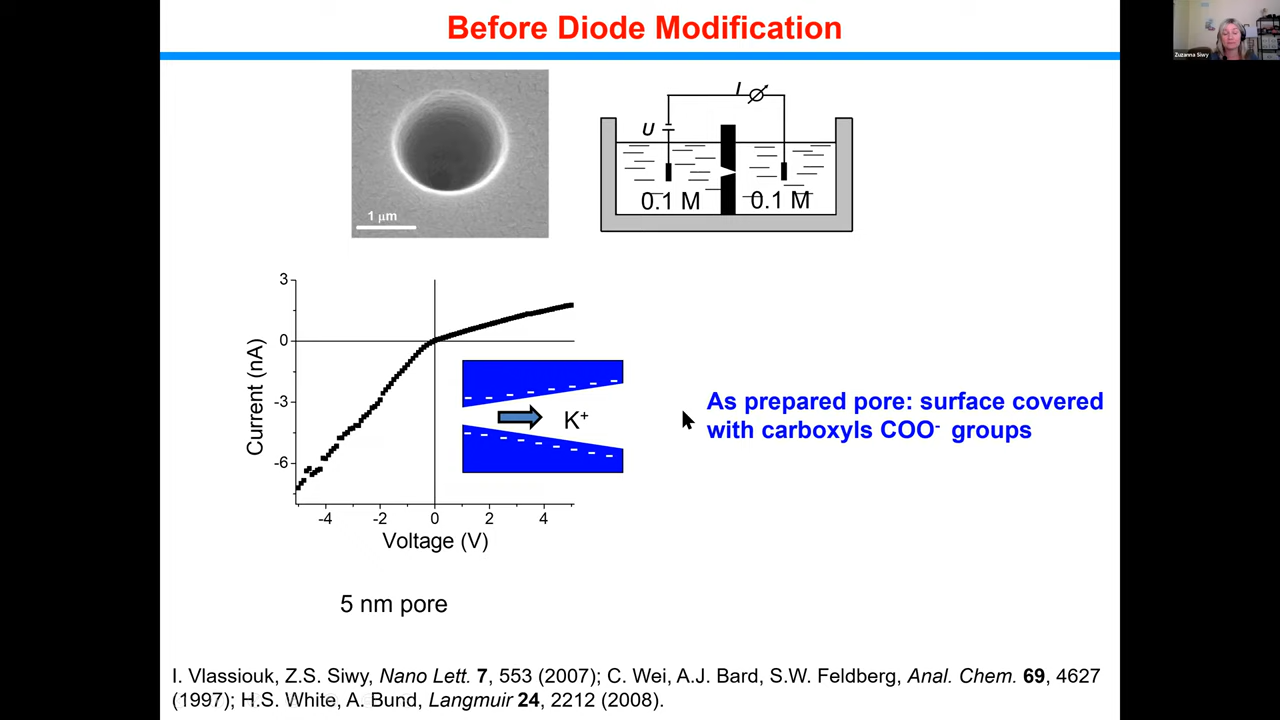 Before Diode Modification
Zuzanna Siwy
1 μm
I
U
0.1 M
0.1 M
3
0
-3
-6
Current (nA)
-4
-2
0
2
4
Voltage (V)
K⁺
As prepared pore: surface covered
with carboxyls COO⁻ groups
5 nm pore
I. Vlassiouk, Z.S. Siwy, Nano Lett. 7, 553 (2007); C. Wei, A.J. Bard, S.W. Feldberg, Anal. Chem. 69, 4627
(1997); H.S. White, A. Bund, Langmuir 24, 2212 (2008).